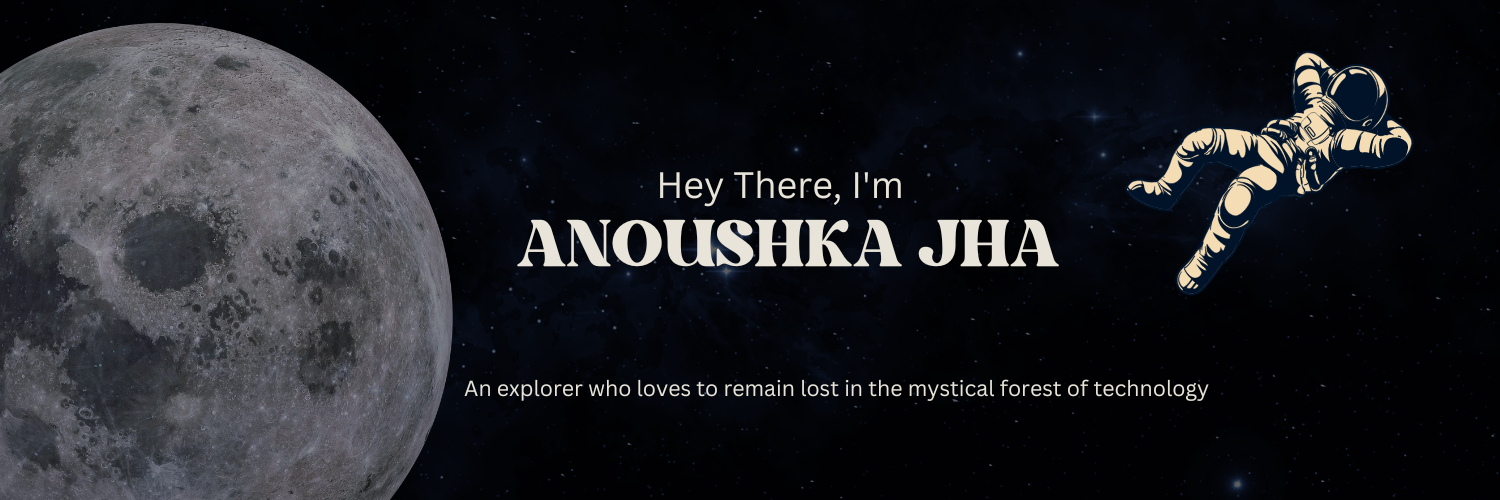 Hey There, I'm
ANOUSHKA JHA
An explorer who loves to remain lost in the mystical forest of technology